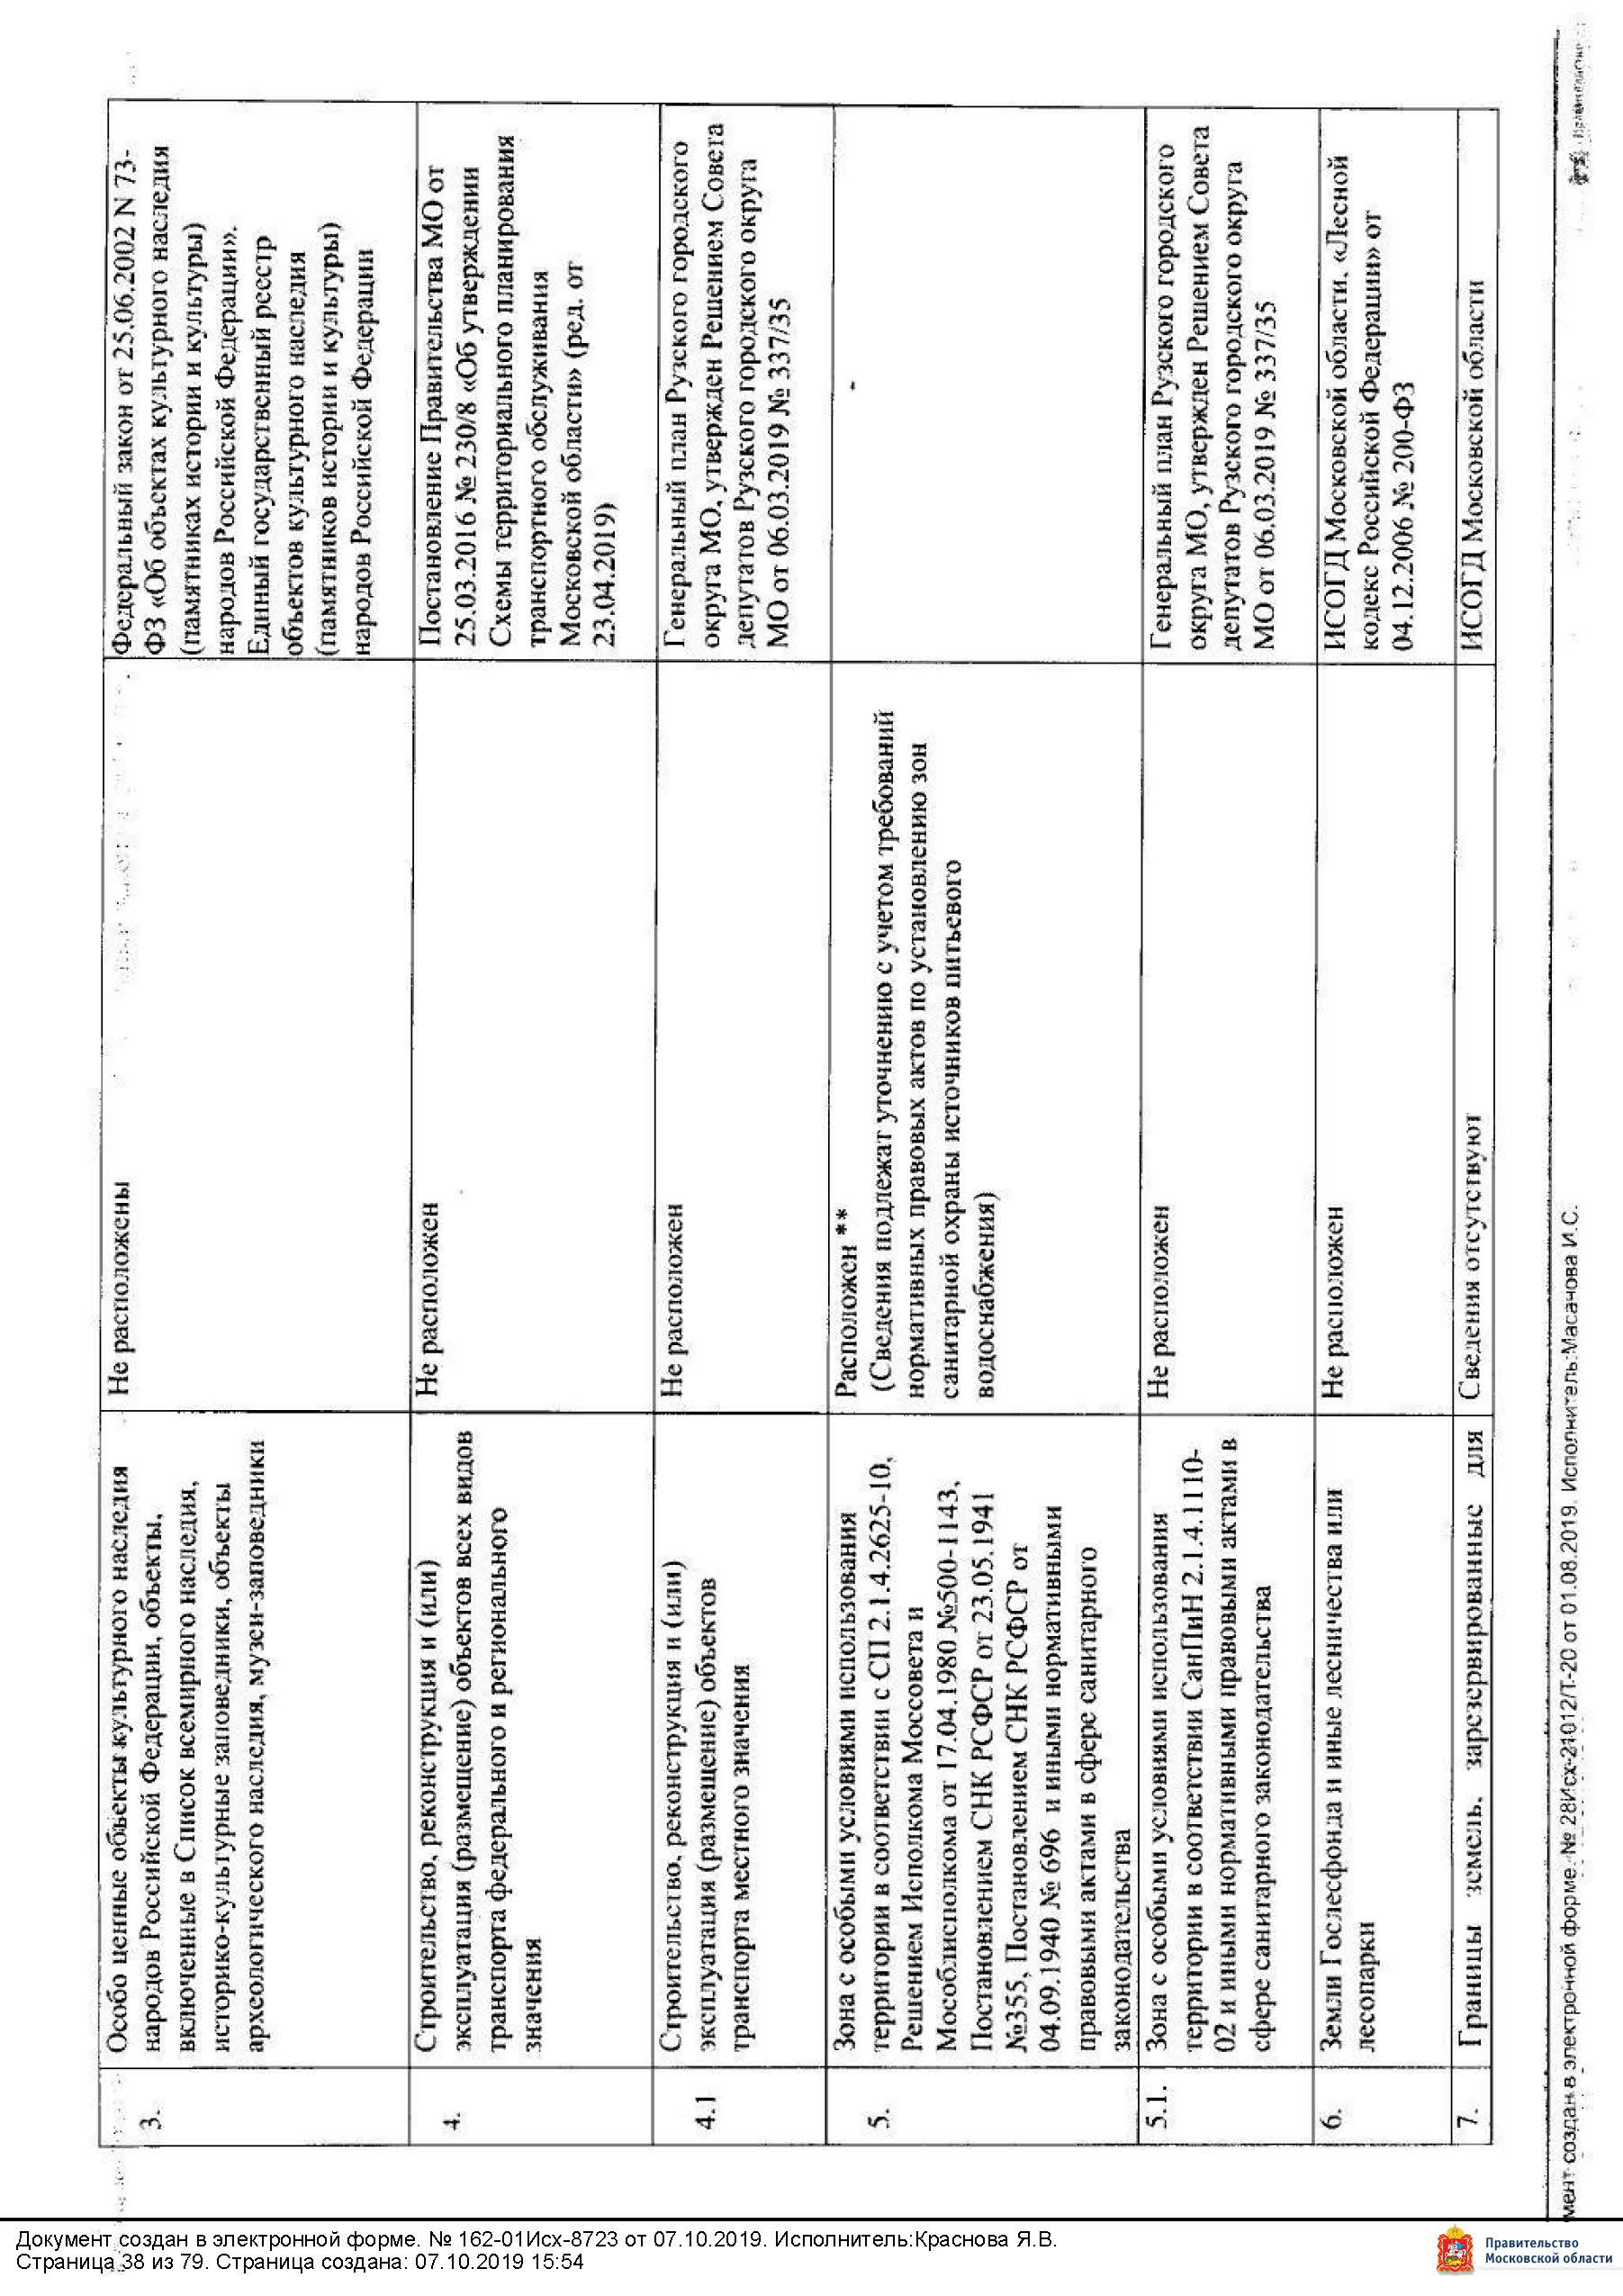 3.
Особо ценные объекты культурного наследия
народов Российской Федерации, объекты,
включенные в Список всемирного наследия,
историко-культурные заповедники, объекты
археологического наследия, музеи-заповедники
Не расположены
Федеральный закон от 25.06.2002 N 73-
ФЗ «Об объектах культурного наследия
(памятниках истории и культуры)
народов Российской Федерации».
Единый государственный реестр
объектов культурного наследия
(памятников истории и культуры)
народов Российской Федерации
4.
Строительство, реконструкция и (или)
эксплуатация (размещение) объектов всех видов
транспорта федерального и регионального
значения
Не расположен
Постановление Правительства МО от
25.03.2016 № 230/8 «Об утверждении
Схемы территориального планирования
транспортного обслуживания
Московской области» (ред. от
23.04.2019)
4.1
Строительство, реконструкция и (или)
эксплуатация (размещение) объектов
транспорта местного значения
Не расположен
Генеральный план Рузского городского
округа МО, утвержден Решением Совета
депутатов Рузского городского округа
МО от 06.03.2019 № 337/35
5.
Зона с особыми условиями использования
территории в соответствии с СП 2.1.4.2625-10,
Решением Исполкома Моссовета и
Мособлисполкома от 17.04.1980 №500-1143,
Постановлением СНК РСФСР от 23.05.1941
№355, Постановлением СНК РСФСР от
04.09.1940 № 696 и иными нормативными
правовыми актами в сфере санитарного
законодательства
Расположен **
(Сведения подлежат уточнению с учетом требований
нормативных правовых актов по установлению зон
санитарной охраны источников питьевого
водоснабжения)
-
5.1.
Зона с особыми условиями использования
территории в соответствии СанПиН 2.1.4.1110-
02 и иными нормативными правовыми актами в
сфере санитарного законодательства
Не расположен
Генеральный план Рузского городского
округа МО, утвержден Решением Совета
депутатов Рузского городского округа
МО от 06.03.2019 № 337/35
6.
Земли Гослесфонда и иные лесничества или
лесопарки
Не расположен
ИСОГД Московской области. «Лесной
кодекс Российской Федерации» от
04.12.2006 № 200-ФЗ
7.
Границы земель, зарезервированные для
Сведения отсутствуют
ИСОГД Московской области
мент создан в электронной форме. № 28Исх-21012/Т-20 от 01.08.2019. Исполнитель:Масачова И.С.
Документ создан в электронной форме. № 162-01Исх-8723 от 07.10.2019. Исполнитель:Краснова Я.В.
Страница 38 из 79. Страница создана: 07.10.2019 15:54
Правительство
Московской области